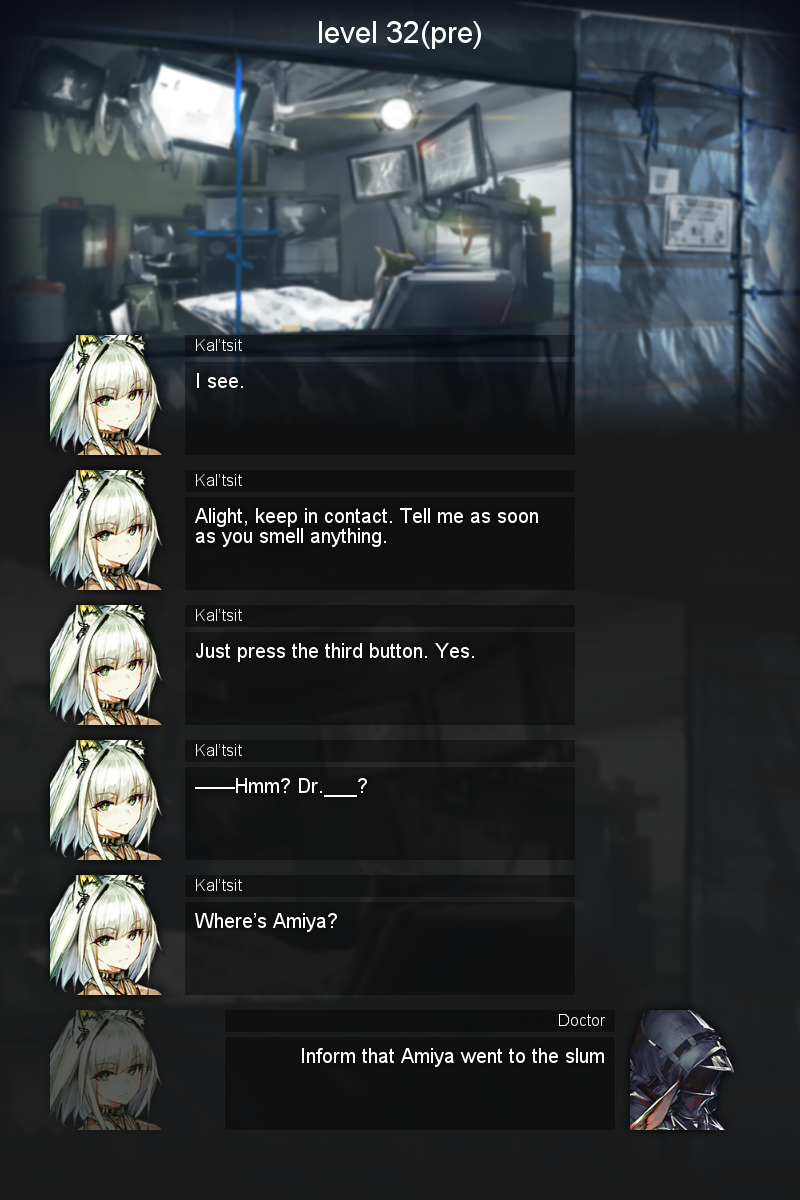 level 32(pre)
Kal'tsit
I see.
Kal'tsit
Alight, keep in contact. Tell me as soon
as you smell anything.
Kal'tsit
Just press the third button. Yes.
Kal'tsit
——Hmm? Dr.___?
Kal'tsit
Where's Amiya?
Doctor
Inform that Amiya went to the slum